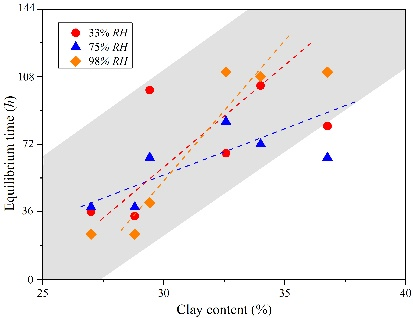 144
108
72
36
0
Equilibrium time (h)
33% RH
75% RH
98% RH
25
30
35
40
Clay content (%)